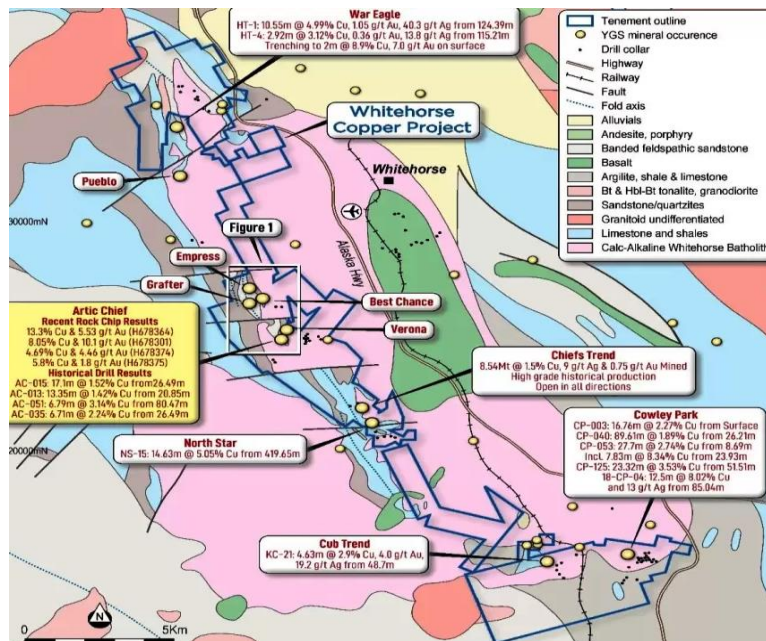 War Eagle
HT-1: 10.55m @ 4.99% Cu, 1.05 g/t Au, 40.3 g/t Ag from 124.39m
HT-4: 2.92m @ 3.12% Cu, 0.36 g/t Au, 13.8 g/t Ag from 115.21m
Trenching to 2m @ 8.9% Cu, 7.0 g/t Au on surface
Tenement outline
YGS mineral occurence
Drill collar
Highway
Railway
Fault
Fold axis
Alluvials
Andesite, porphyry
Banded feldspathic sandstone
Basalt
Argilite, shale & limestone
Bt & Hbl-Bt tonalite, granodiorite
Sandstone/quartzites
Granitoid undifferentiated
Limestone and shales
Calc-Alkaline Whitehorse Batholith
Whitehorse
Copper Project
Whitehorse
Pueblo
30000mN
Figure 1
Alaska Hwy
Empress
Grafter
Best Chance
Verona
Artic Chief
Recent Rock Chip Results
13.3% Cu & 5.53 g/t Au (H678364)
8.05% Cu & 10.1 g/t Au (H678301)
4.69% Cu & 4.46 g/t Au (H678374)
5.8% Cu & 1.8 g/t Au (H678375)
Historical Drill Results
AC-015: 17.1m @ 1.52% Cu from26.49m
AC-013: 13.35m @ 1.42% Cu from 20.85m
AC-051: 6.79m @ 3.14% Cu from 80.47m
AC-035: 6.71m @ 2.24% Cu from 26.49m
Chiefs Trend
8.54Mt @ 1.5% Cu, 9 g/t Ag & 0.75 g/t Au Mined
High grade historical production
Open in all directions
Cowley Park
CP-003: 16.76m @ 2.27% Cu from Surface
CP-040: 89.61m @ 1.89% Cu from 26.21m
CP-053: 27.7m @ 2.74% Cu from 8.69m
Incl. 7.83m @ 8.34% Cu from 23.93m
CP-125: 23.32m @ 3.53% Cu from 51.51m
18-CP-04: 12.5m @ 8.02% Cu
and 13 g/t Ag from 85.04m
North Star
NS-15: 14.63m @ 5.05% Cu from 419.65m
20000mN
Cub Trend
KC-21: 4.63m @ 2.9% Cu, 4.0 g/t Au,
19.2 g/t Ag from 48.7m
N
0 5Km